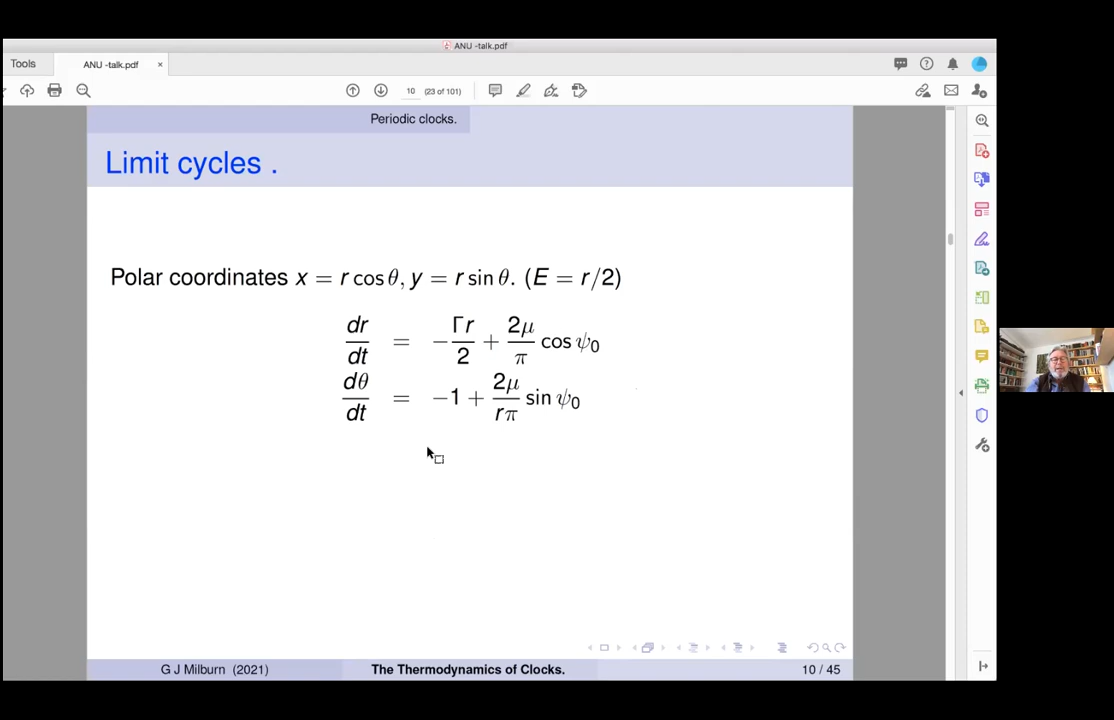 ANU -talk.pdf
Tools
ANU -talk.pdf ×
10 (23 of 101)
Periodic clocks.
Limit cycles .
Polar coordinates x = r cos θ, y = r sin θ. (E = r/2)
dr/dt = −Γr/2 + 2μ/π cos ψ₀
dθ/dt = −1 + 2μ/rπ sin ψ₀
G J Milburn (2021) The Thermodynamics of Clocks. 10 / 45